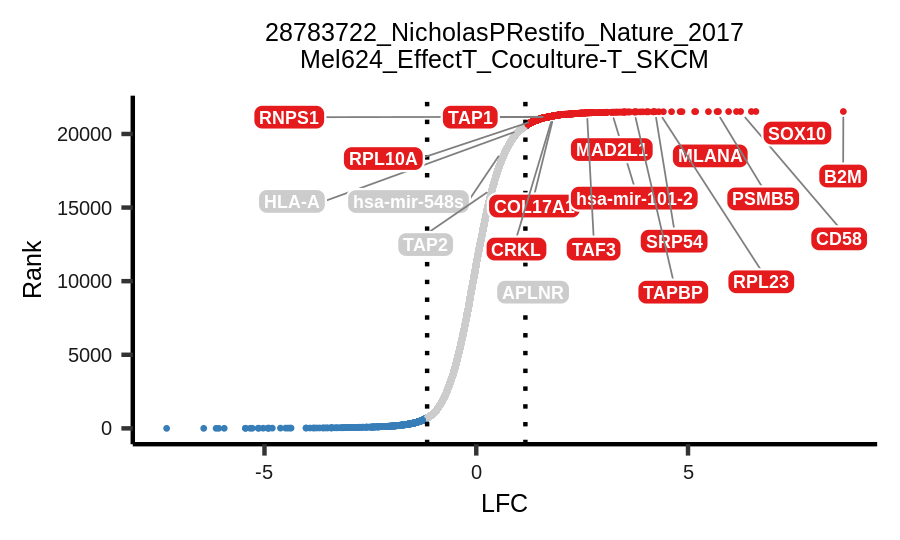 28783722_NicholasPRestifo_Nature_2017
Mel624_EffectT_Coculture-T_SKCM
RNPS1
TAP1
SOX10
RPL10A
MAD2L1
MLANA
B2M
HLA-A
hsa-mir-548s
COL17A1
hsa-mir-101-2
PSMB5
TAP2
CRKL
TAF3
SRP54
CD58
APLNR
TAPBP
RPL23
Rank
20000
15000
10000
5000
0
-5
0
5
LFC